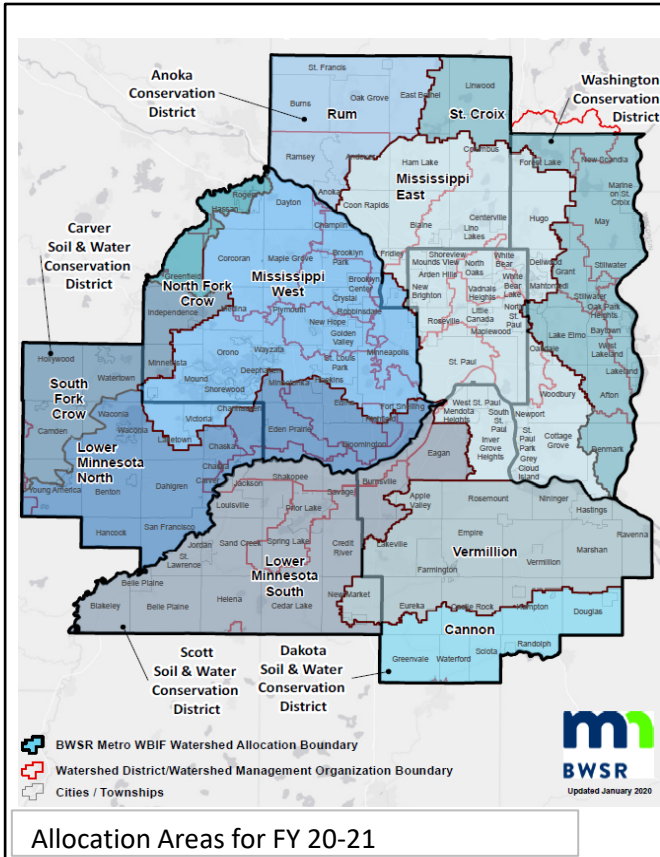 Anoka
Conservation
District
Washington
Conservation
District
Carver
Soil & Water
Conservation
District
Scott
Soil & Water
Conservation
District
Dakota
Soil & Water
Conservation
District
St. Francis
Burns
Oak Grove
East Bethel
Linwood
Rum
St. Croix
Ramsey
Ham Lake
Forest Lake
New Scandia
Marine
on St.
Croix
Anoka
Coon Rapids
Mississippi
East
Rogers
Hassan
Dayton
Champlin
Blaine
Centerville
Lino
Lakes
Hugo
May
Corcoran
Maple Grove
Brooklyn
Park
Fridley
Shoreview
Mounds View
North
Oaks
White
Bear
Dellwood
Grant
Stillwater
Greenfield
North Fork
Crow
Mississippi
West
Brooklyn
Center
Arden Hills
New
Brighton
Vadnais
Heights
White
Bear
Lake
Mahtomedi
Stillwater
Oak Park
Heights
Independence
Medina
Plymouth
Crystal
Robbinsdale
New Hope
Golden
Valley
Little
Canada
North
St. Paul
Roseville
Maplewood
Lake Elmo
Baytown
West
Lakeland
Lakeland
Hollywood
Watertown
Minnetrista
Orono
Wayzata
St. Louis
Park
Minneapolis
Oakdale
St. Paul
South
Fork
Crow
Mound
Deephaven
Minnetonka
Hopkins
Shorewood
Woodbury
Afton
Camden
Waconia
Waconia
Victoria
Chanhassen
Laketown
Edina
Fort Snelling
Richfield
Eden Prairie
Bloomington
West St. Paul
Mendota
Heights
South
St. Paul
Newport
Inver
Grove
Heights
St.
Paul
Park
Grey
Cloud
Island
Cottage
Grove
Denmark
Lower
Minnesota
North
Chaska
Chaska
Carver
Young America
Benton
Dahlgren
Eagan
Shakopee
Jackson
Louisville
Savage
Burnsville
Prior Lake
Apple
Valley
Rosemount
Nininger
Hastings
Hancock
San Francisco
Jordan
St.
Lawrence
Sand Creek
Spring Lake
Credit
River
Lakeville
Empire
Vermillion
Ravenna
Marshan
Farmington
Vermillion
Belle Plaine
Blakeley
Belle Plaine
Helena
Lower
Minnesota
South
Cedar Lake
New Market
Eureka
Castle Rock
Hampton
Douglas
Cannon
Greenvale
Waterford
Sciota
Randolph
BWSR Metro WBIF Watershed Allocation Boundary
Watershed District/Watershed Management Organization Boundary
Cities / Townships
mn
BWSR
Updated January 2020
Allocation Areas for FY 20-21